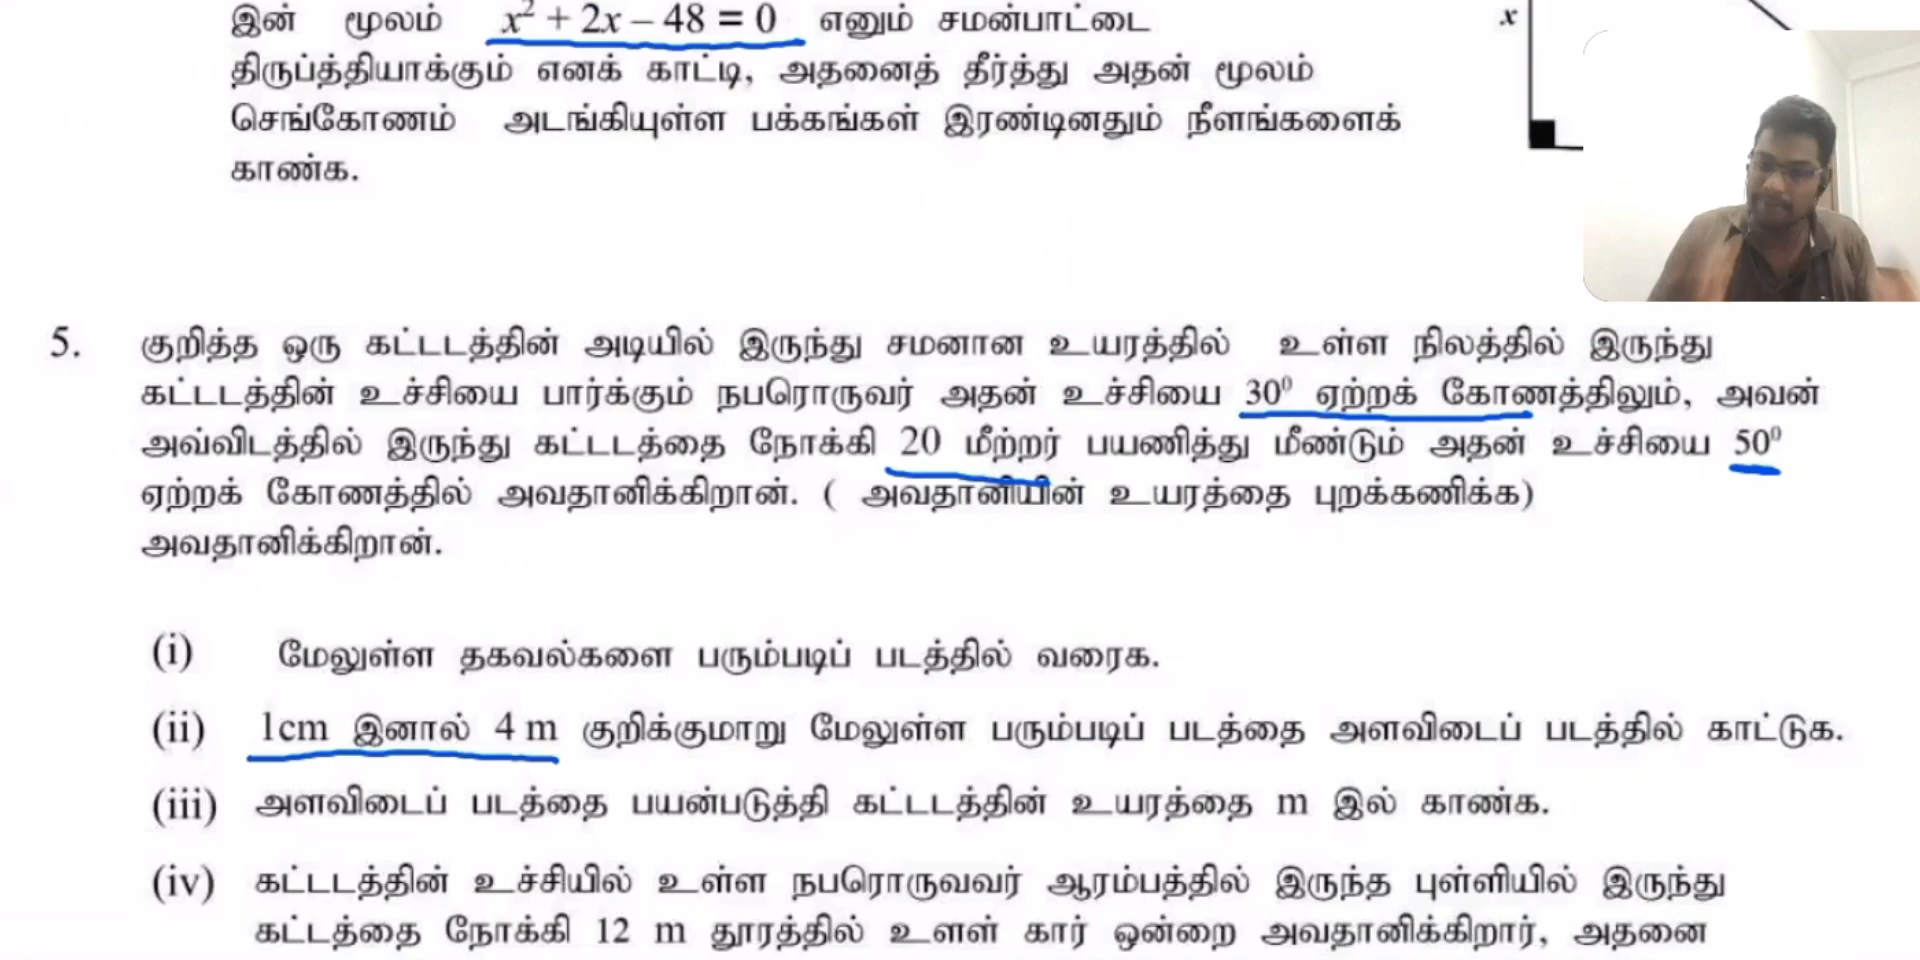 இன் மூலம் x² + 2x – 48 = 0 எனும் சமன்பாட்டை
x
திருப்த்தியாக்கும் எனக் காட்டி, அதனைத் தீர்த்து அதன் மூலம்
செங்கோணம் அடங்கியுள்ள பக்கங்கள் இரண்டினதும் நீளங்களைக்
காண்க.
5. குறித்த ஒரு கட்டடத்தின் அடியில் இருந்து சமனான உயரத்தில் உள்ள நிலத்தில் இருந்து
கட்டடத்தின் உச்சியை பார்க்கும் நபரொருவர் அதன் உச்சியை 30⁰ ஏற்றக் கோணத்திலும், அவன்
அவ்விடத்தில் இருந்து கட்டடத்தை நோக்கி 20 மீற்றர் பயணித்து மீண்டும் அதன் உச்சியை 50⁰
ஏற்றக் கோணத்தில் அவதானிக்கிறான். ( அவதானியின் உயரத்தை புறக்கணிக்க)
அவதானிக்கிறான்.
(i) மேலுள்ள தகவல்களை பரும்படிப் படத்தில் வரைக.
(ii) 1cm இனால் 4 m குறிக்குமாறு மேலுள்ள பரும்படிப் படத்தை அளவிடைப் படத்தில் காட்டுக.
(iii) அளவிடைப் படத்தை பயன்படுத்தி கட்டடத்தின் உயரத்தை m இல் காண்க.
(iv) கட்டடத்தின் உச்சியில் உள்ள நபரொருவவர் ஆரம்பத்தில் இருந்த புள்ளியில் இருந்து
கட்டத்தை நோக்கி 12 m தூரத்தில் உளள் கார் ஒன்றை அவதானிக்கிறார், அதனை